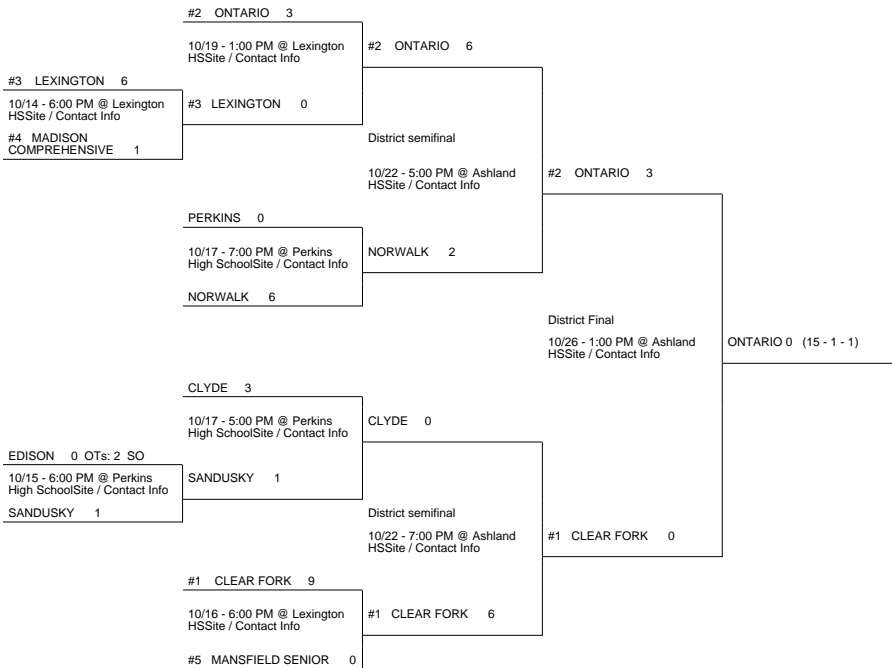 #2 ONTARIO 3
10/19 - 1:00 PM @ Lexington
HSSite / Contact Info
#2 ONTARIO 6
#3 LEXINGTON 6
10/14 - 6:00 PM @ Lexington
HSSite / Contact Info
#3 LEXINGTON 0
#4 MADISON
COMPREHENSIVE 1
District semifinal
10/22 - 5:00 PM @ Ashland
HSSite / Contact Info
#2 ONTARIO 3
PERKINS 0
10/17 - 7:00 PM @ Perkins
High SchoolSite / Contact Info
NORWALK 2
NORWALK 6
District Final
10/26 - 1:00 PM @ Ashland
HSSite / Contact Info
ONTARIO 0 (15 - 1 - 1)
CLYDE 3
10/17 - 5:00 PM @ Perkins
High SchoolSite / Contact Info
CLYDE 0
EDISON 0 OTs: 2 SO
10/15 - 6:00 PM @ Perkins
High SchoolSite / Contact Info
SANDUSKY 1
SANDUSKY 1
District semifinal
10/22 - 7:00 PM @ Ashland
HSSite / Contact Info
#1 CLEAR FORK 0
#1 CLEAR FORK 9
10/16 - 6:00 PM @ Lexington
HSSite / Contact Info
#1 CLEAR FORK 6
#5 MANSFIELD SENIOR 0